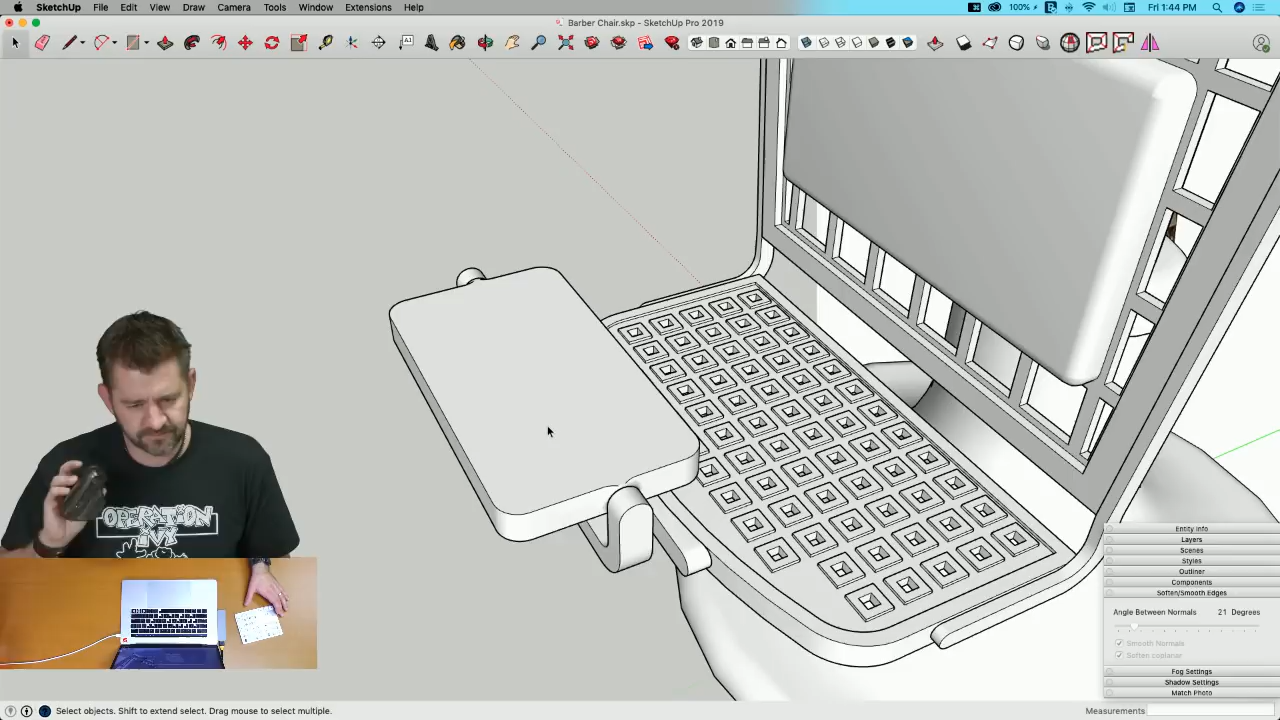 SketchUp File Edit View Draw Camera Tools Window Extensions Help
100% Fri 1:44 PM
Barber Chair.skp - SketchUp Pro 2019
OPERATION
IVY
Entity Info
Layers
Scenes
Styles
Outliner
Components
Soften/Smooth Edges
Angle Between Normals 21 Degrees
Smooth Normals
Soften coplanar
Fog Settings
Shadow Settings
Match Photo
Select objects. Shift to extend select. Drag mouse to select multiple.
Measurements